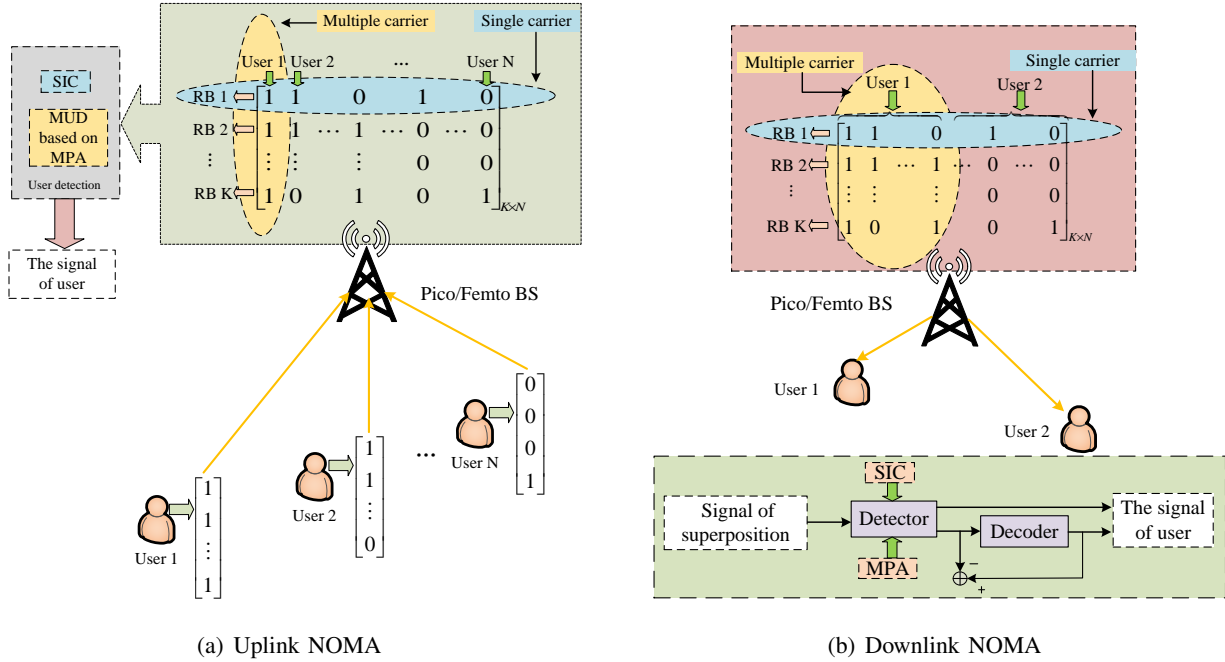 Multiple carrier
Single carrier
User 1
User 2
...
User N
SIC
MUD
based on
MPA
User detection
The signal
of user
RB 1
1 1 0 1 0
RB 2
1 1 ⋯ 1 ⋯ 0 ⋯ 0
⋮
⋮ ⋮ ⋮ 0 0
RB K
1 0 1 0 1
K×N
Pico/Femto BS
User 1
1
1
⋮
1
User 2
1
1
⋮
0
...
User N
0
0
0
1
(a) Uplink NOMA
Multiple carrier
Single carrier
User 1
User 2
RB 1
1 1 0 1 0
RB 2
1 1 ⋯ 1 ⋯ 0 ⋯ 0
⋮
⋮ ⋮ ⋮ 0 0
RB K
1 0 1 0 1
K×N
Pico/Femto BS
User 1
User 2
Signal of
superposition
SIC
Detector
MPA
Decoder
−
+
The signal
of user
(b) Downlink NOMA